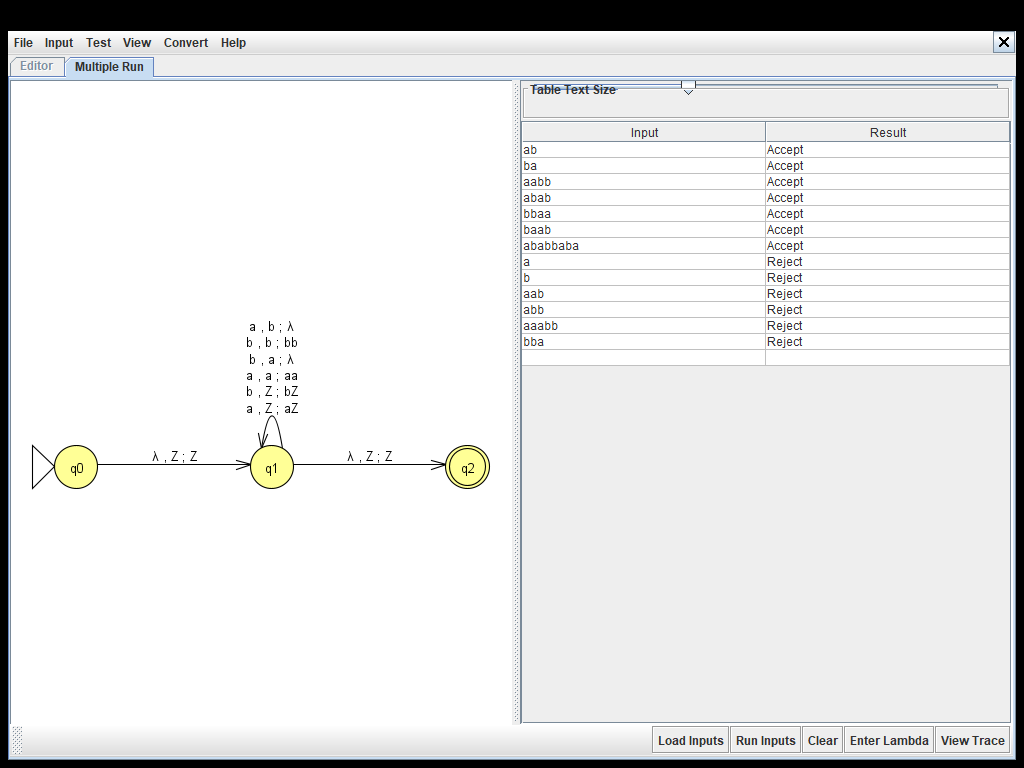 File Input Test View Convert Help
Editor Multiple Run
Table Text Size
Input Result
ab Accept
ba Accept
aabb Accept
abab Accept
bbaa Accept
baab Accept
ababbaba Accept
a Reject
b Reject
aab Reject
abb Reject
aaabb Reject
bba Reject
a , b ; λ
b , b ; bb
b , a ; λ
a , a ; aa
b , Z ; bZ
a , Z ; aZ
λ , Z ; Z λ , Z ; Z
q0 q1 q2
Load Inputs Run Inputs Clear Enter Lambda View Trace